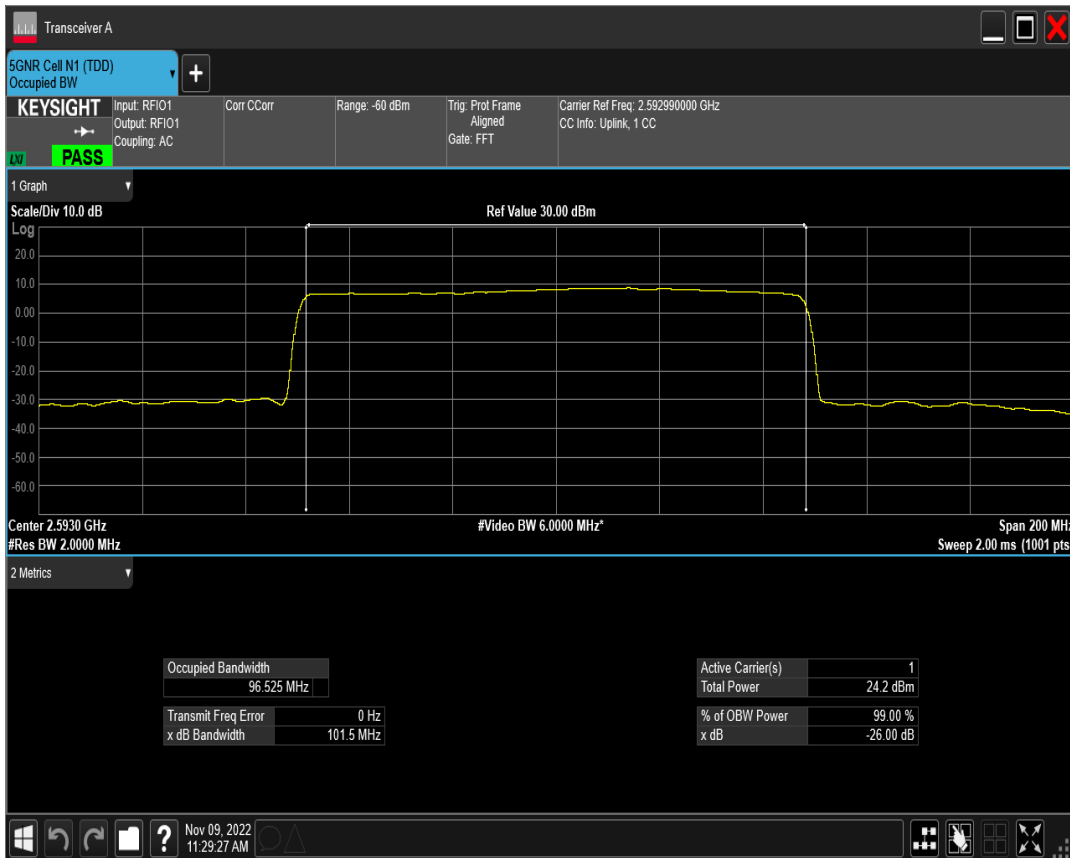 Transceiver A
5GNR Cell N1 (TDD)
Occupied BW
+
KEYSIGHT
LXI
PASS
Input: RFIO1
Output: RFIO1
Coupling: AC
Corr CCorr
Range: -60 dBm
Trig: Prot Frame
Aligned
Gate: FFT
Carrier Ref Freq: 2.592990000 GHz
CC Info: Uplink, 1 CC
1 Graph
Scale/Div 10.0 dB
Ref Value 30.00 dBm
Log
20.0
10.0
0.00
-10.0
-20.0
-30.0
-40.0
-50.0
-60.0
Center 2.5930 GHz
#Video BW 6.0000 MHz*
Span 200 MHz
#Res BW 2.0000 MHz
Sweep 2.00 ms (1001 pts
2 Metrics
Occupied Bandwidth
96.525 MHz
Transmit Freq Error 0 Hz
x dB Bandwidth 101.5 MHz
Active Carrier(s) 1
Total Power 24.2 dBm
% of OBW Power 99.00 %
x dB -26.00 dB
?
Nov 09, 2022
11:29:27 AM